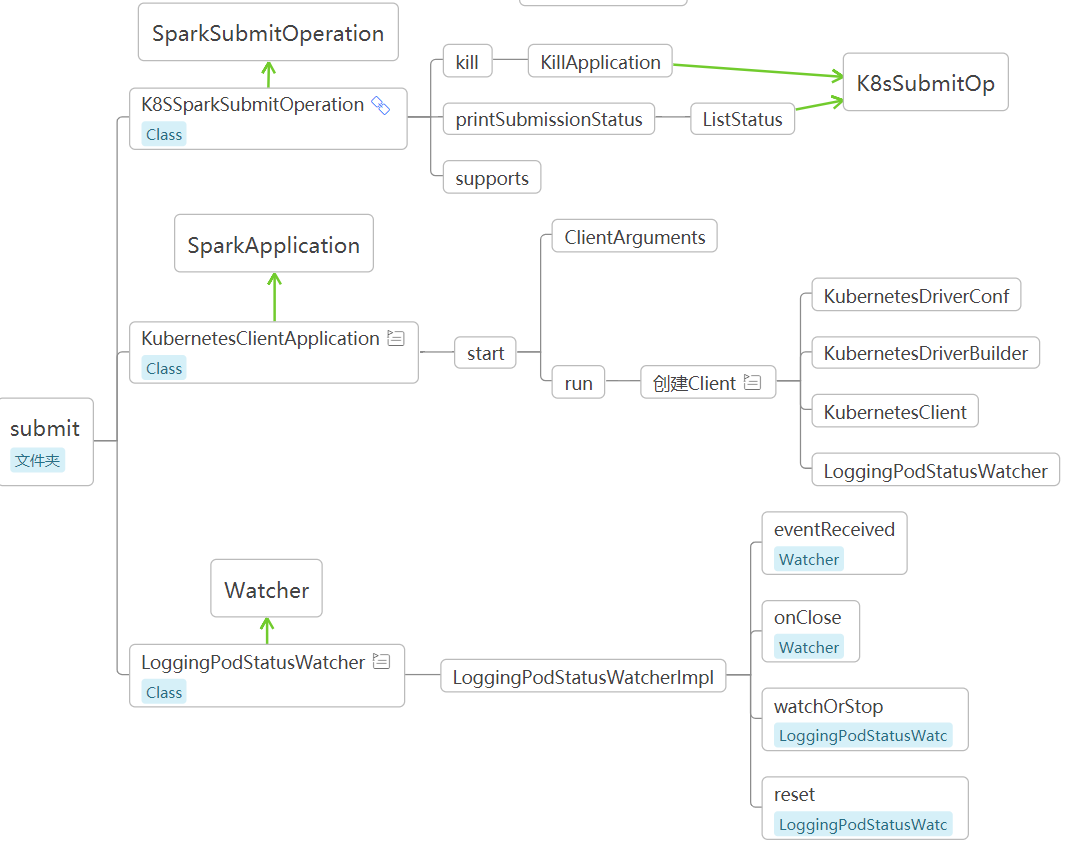 SparkSubmitOperation
K8SSparkSubmitOperation
Class
kill
KillApplication
K8sSubmitOp
printSubmissionStatus
ListStatus
supports
SparkApplication
KubernetesClientApplication
Class
start
ClientArguments
run
创建Client
KubernetesDriverConf
KubernetesDriverBuilder
KubernetesClient
LoggingPodStatusWatcher
submit
文件夹
Watcher
LoggingPodStatusWatcher
Class
LoggingPodStatusWatcherImpl
eventReceived
Watcher
onClose
Watcher
watchOrStop
LoggingPodStatusWatc
reset
LoggingPodStatusWatc